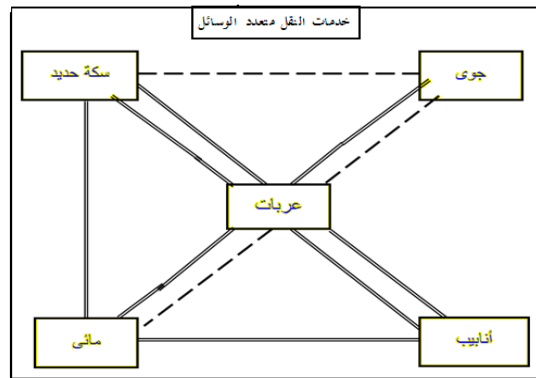 خدمات النقل متعدد الوسائل
سكة حديد
جوى
عربات
مائى
أنابيب